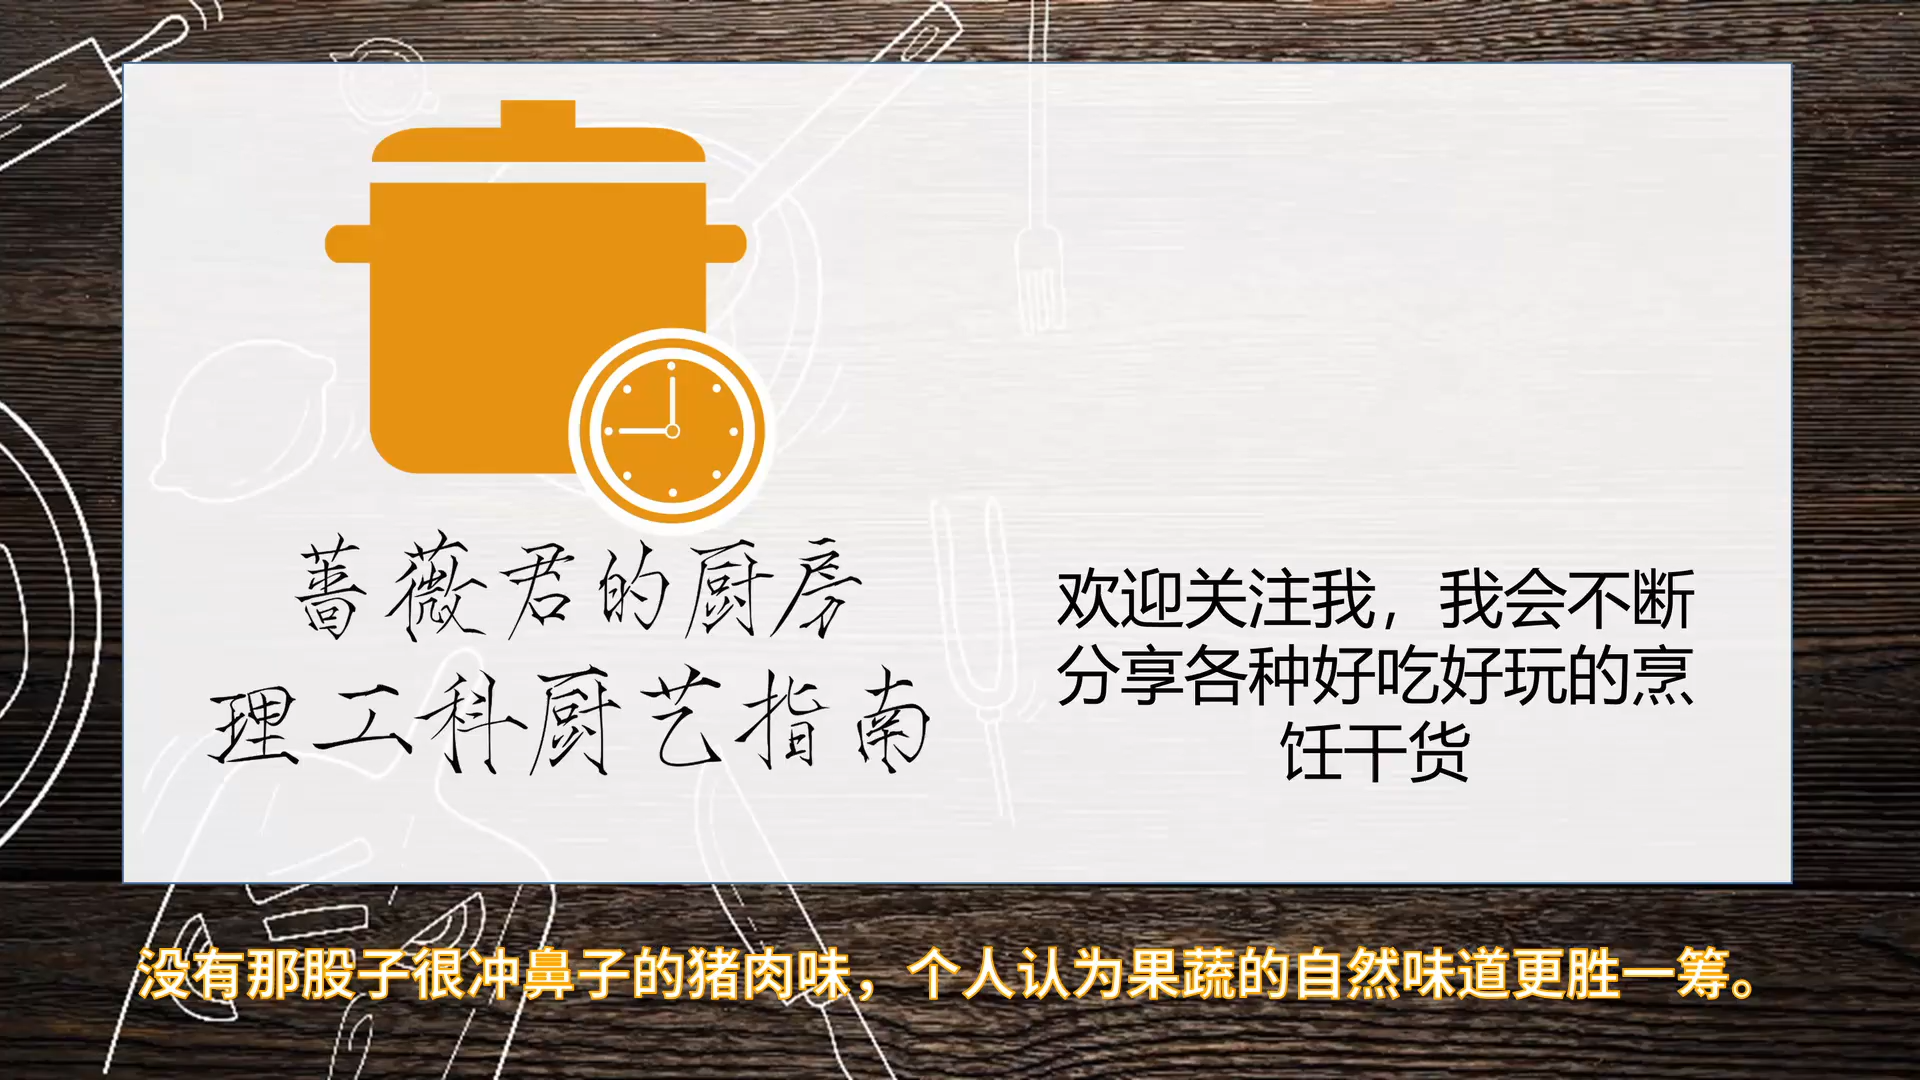 蔷薇君的厨房
理工科厨艺指南
欢迎关注我，我会不断
分享各种好吃好玩的烹
饪干货
没有那股子很冲鼻子的猪肉味，个人认为果蔬的自然味道更胜一筹。